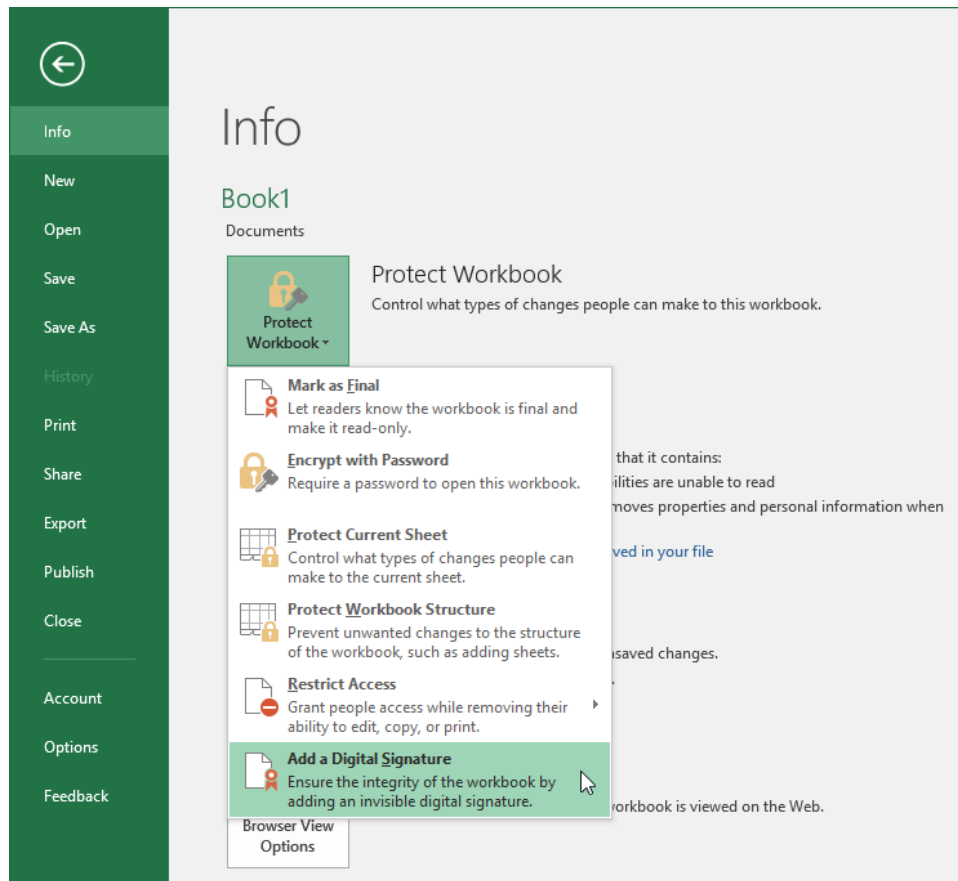 Info
New
Open
Save
Save As
History
Print
Share
Export
Publish
Close
Account
Options
Feedback
Info
Book1
Documents
Protect
Workbook
Protect Workbook
Control what types of changes people can make to this workbook.
Mark as Final
Let readers know the workbook is final and
make it read-only.
Encrypt with Password
Require a password to open this workbook.
Protect Current Sheet
Control what types of changes people can
make to the current sheet.
Protect Workbook Structure
Prevent unwanted changes to the structure
of the workbook, such as adding sheets.
Restrict Access
Grant people access while removing their
ability to edit, copy, or print.
Add a Digital Signature
Ensure the integrity of the workbook by
adding an invisible digital signature.
that it contains:
are unable to read
properties and personal information when
in your file
changes.
is viewed on the Web.
Browser View
Options